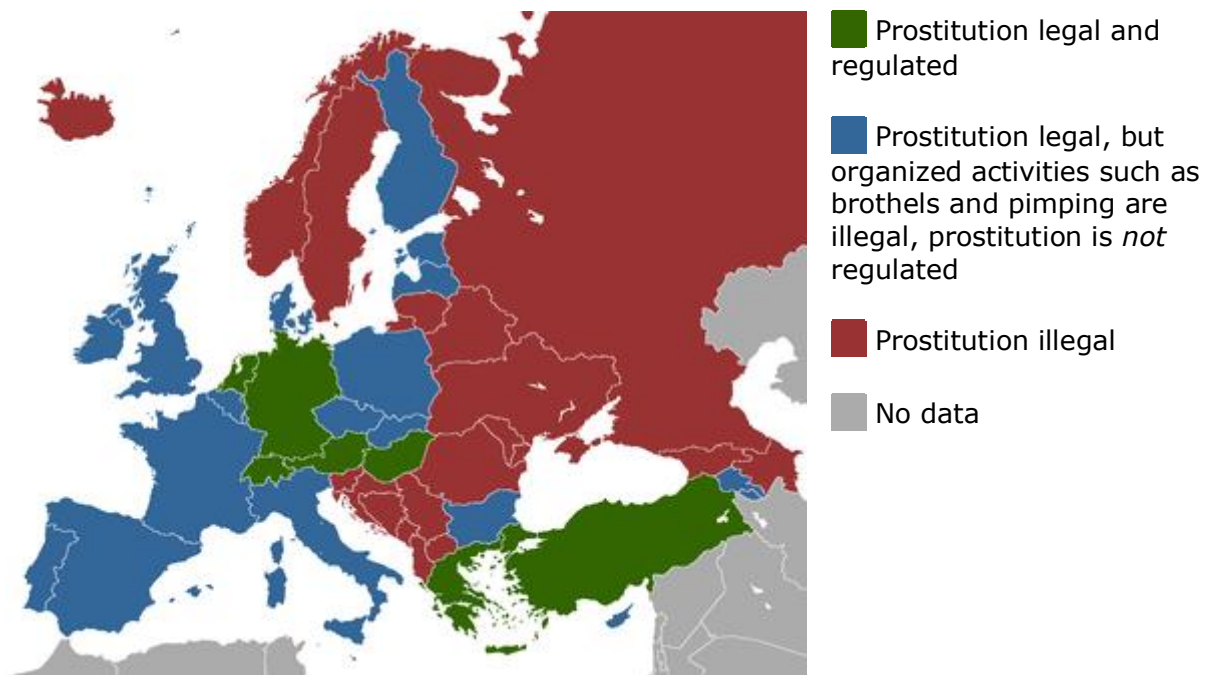 Prostitution legal and
regulated
Prostitution legal, but
organized activities such as
brothels and pimping are
illegal, prostitution is not
regulated
Prostitution illegal
No data